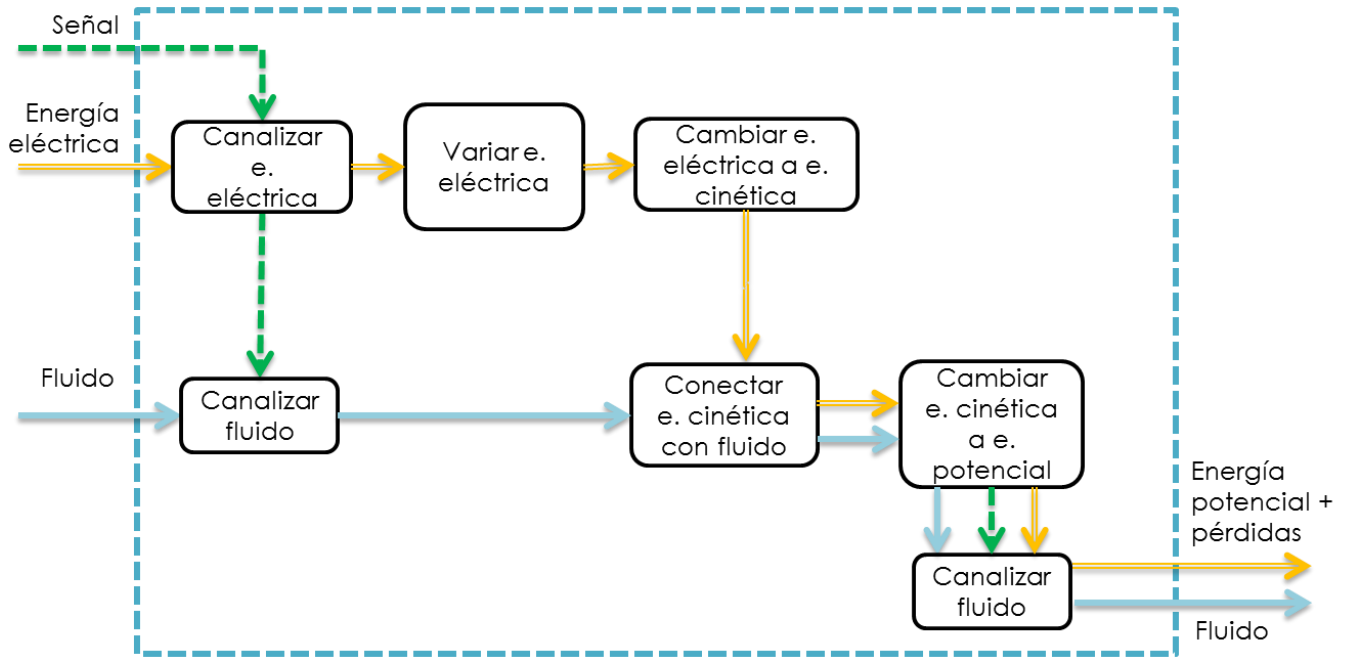 Señal
Energía
eléctrica
Canalizar
e.
eléctrica
Variar e.
eléctrica
Cambiar e.
eléctrica a e.
cinética
Fluido
Canalizar
fluido
Conectar
e. cinética
con fluido
Cambiar
e. cinética
a e.
potencial
Energía
potencial +
pérdidas
Canalizar
fluido
Fluido